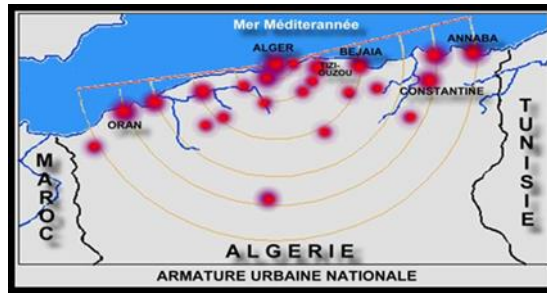 Mer Méditerannée
ALGER
BEJAIA
ANNABA
TIZI-
OUZOU
CONSTANTINE
ORAN
MAROC
TUNISIE
ALGERIE
ARMATURE URBAINE NATIONALE